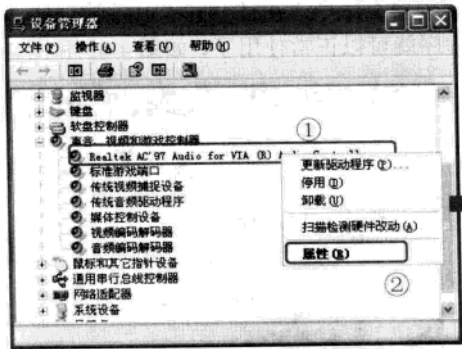 设备管理器
文件(F) 操作(A) 查看(V) 帮助(H)
监视器
键盘
软盘控制器
声音、视频和游戏控制器
①
Realtek AC'97 Audio for VIA (R)
更新驱动程序(P)...
标准游戏端口
停用(D)
传统视频捕捉设备
卸载(U)
传统音频驱动程序
媒体控制设备
扫描检测硬件改动(A)
视频编码解码器
属性(R)
音频编码解码器
②
鼠标和其它指针设备
通用串行总线控制器
网络适配器
系统设备